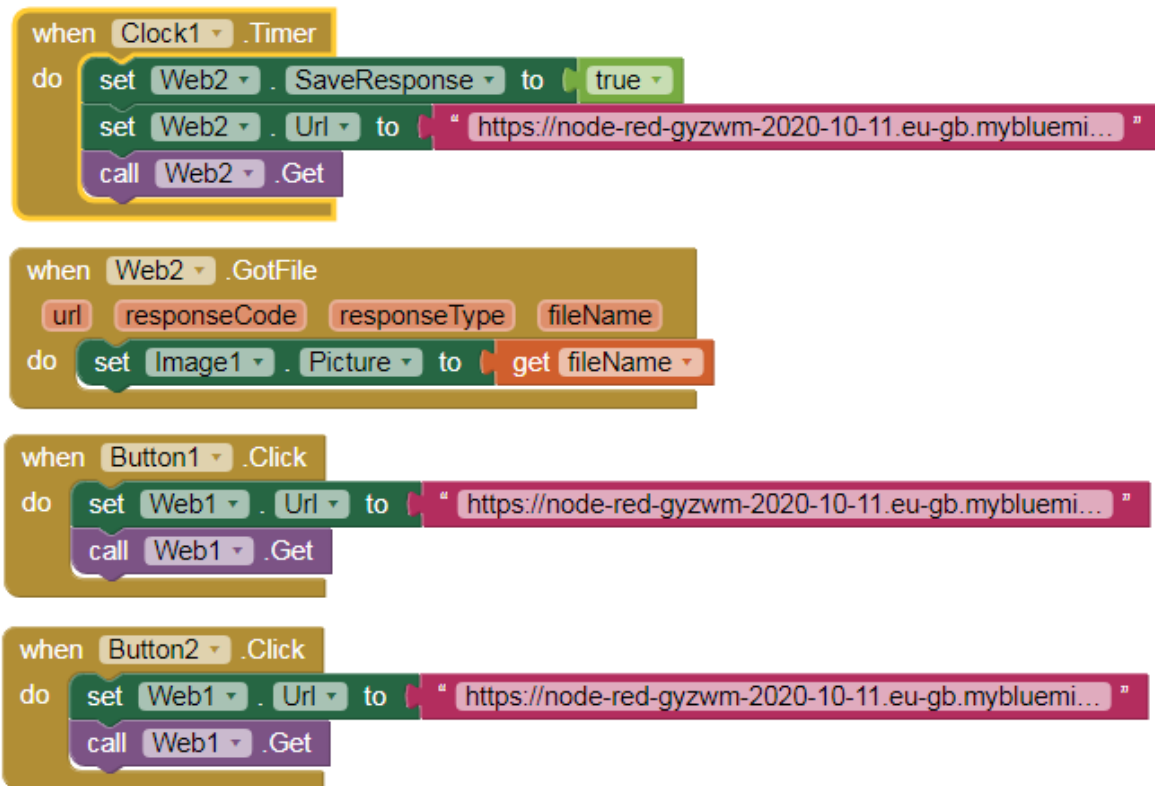 when Clock1 .Timer
do set Web2 . SaveResponse to true
set Web2 . Url to “ https://node-red-gyzwm-2020-10-11.eu-gb.mybluemi... ”
call Web2 .Get
when Web2 .GotFile
url responseCode responseType fileName
do set Image1 . Picture to get fileName
when Button1 .Click
do set Web1 . Url to “ https://node-red-gyzwm-2020-10-11.eu-gb.mybluemi... ”
call Web1 .Get
when Button2 .Click
do set Web1 . Url to “ https://node-red-gyzwm-2020-10-11.eu-gb.mybluemi... ”
call Web1 .Get